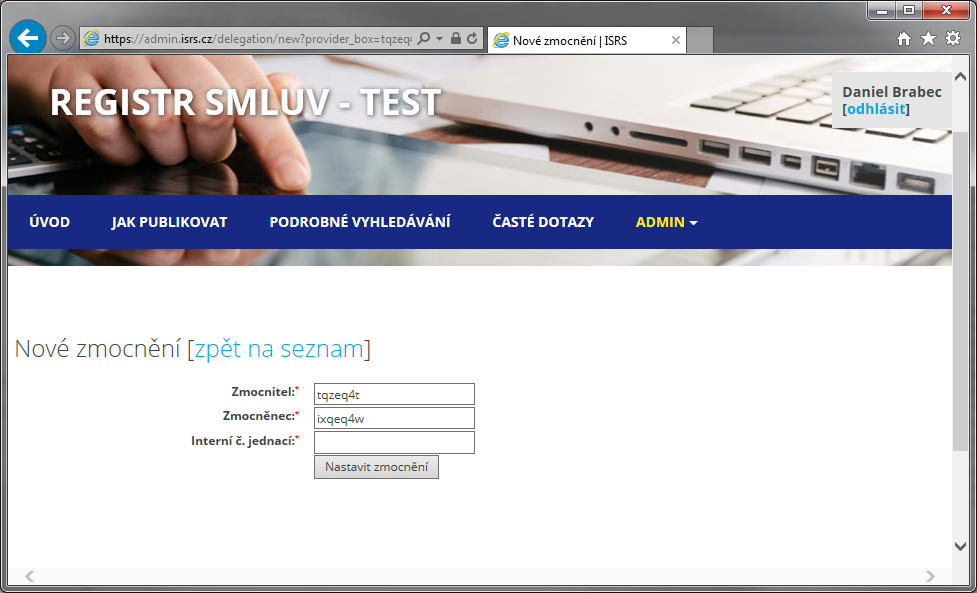 https://admin.isrs.cz/delegation/new?provider_box=tqzeq4
Nové zmocnění | ISRS
REGISTR SMLUV - TEST
Daniel Brabec
[odhlásit]
ÚVOD JAK PUBLIKOVAT PODROBNÉ VYHLEDÁVÁNÍ ČASTÉ DOTAZY ADMIN
Nové zmocnění [zpět na seznam]
Zmocnitel:* tqzeq4t
Zmocněnec:* ixqeq4w
Interní č. jednací:*
Nastavit zmocnění